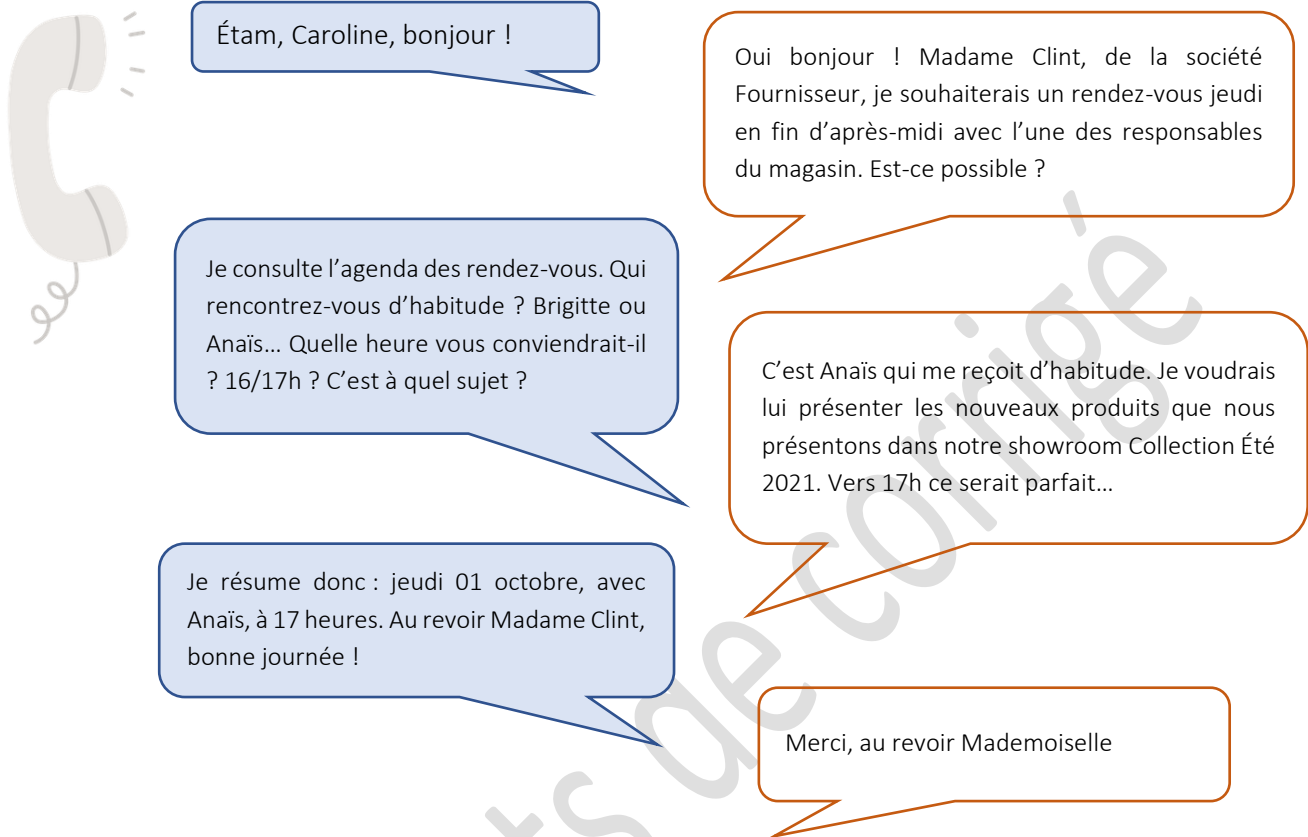 Étam, Caroline, bonjour !
Oui bonjour ! Madame Clint, de la société
Fournisseur, je souhaiterais un rendez-vous jeudi
en fin d’après-midi avec l’une des responsables
du magasin. Est-ce possible ?
Je consulte l’agenda des rendez-vous. Qui
rencontrez-vous d’habitude ? Brigitte ou
Anaïs… Quelle heure vous conviendrait-il
? 16/17h ? C’est à quel sujet ?
C’est Anaïs qui me reçoit d’habitude. Je voudrais
lui présenter les nouveaux produits que nous
présentons dans notre showroom Collection Été
2021. Vers 17h ce serait parfait…
Je résume donc : jeudi 01 octobre, avec
Anaïs, à 17 heures. Au revoir Madame Clint,
bonne journée !
Merci, au revoir Mademoiselle
ts de corrigé